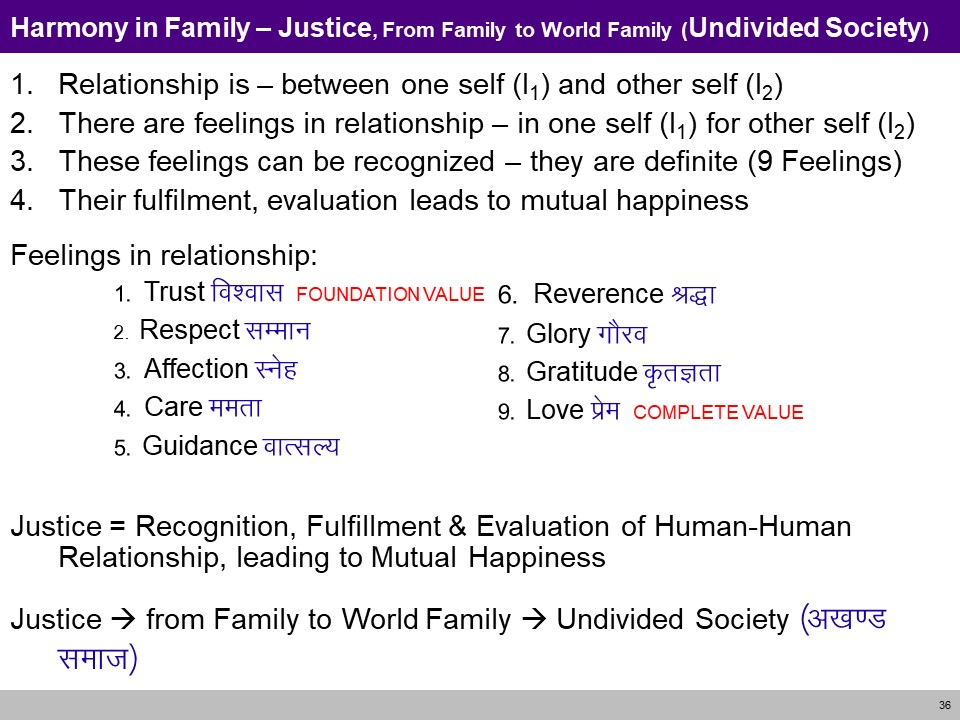 Harmony in Family – Justice, From Family to World Family (Undivided Society)
1. Relationship is – between one self (I₁) and other self (I₂)
2. There are feelings in relationship – in one self (I₁) for other self (I₂)
3. These feelings can be recognized – they are definite (9 Feelings)
4. Their fulfilment, evaluation leads to mutual happiness
Feelings in relationship:
1. Trust विश्वास FOUNDATION VALUE
2. Respect सम्मान
3. Affection स्नेह
4. Care ममता
5. Guidance वात्सल्य
6. Reverence श्रद्धा
7. Glory गौरव
8. Gratitude कृतज्ञता
9. Love प्रेम COMPLETE VALUE
Justice = Recognition, Fulfillment & Evaluation of Human-Human
Relationship, leading to Mutual Happiness
Justice → from Family to World Family → Undivided Society (अखण्ड
समाज)
36